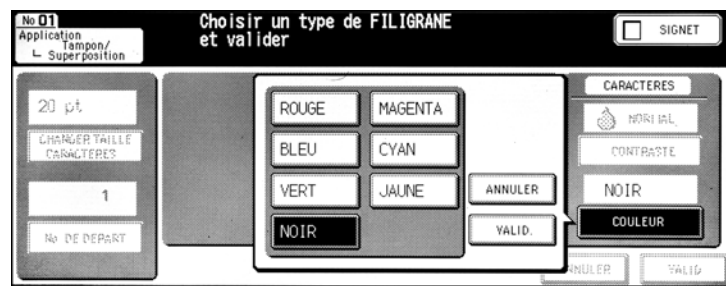 No 01
Application
Tampon/
Superposition
Choisir un type de FILIGRANE
et valider
SIGNET
20 pt
CHANGER TAILLE
CARACTERES
1
No DE DEPART
ROUGE
MAGENTA
BLEU
CYAN
VERT
JAUNE
NOIR
ANNULER
VALID.
CARACTERES
NORMAL
CONTRASTE
NOIR
COULEUR
ANNULER
VALID